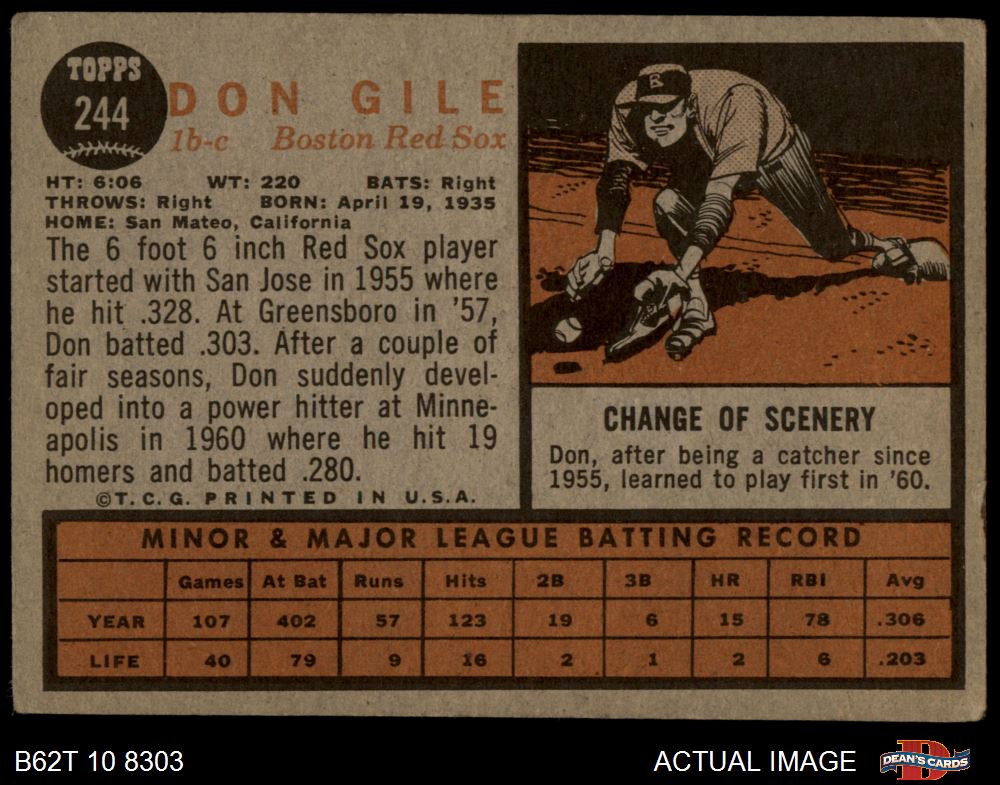 TOPPS
244
DON GILE
1b-c Boston Red Sox
HT: 6:06 WT: 220 BATS: Right
THROWS: Right BORN: April 19, 1935
HOME: San Mateo, California
The 6 foot 6 inch Red Sox player
started with San Jose in 1955 where
he hit .328. At Greensboro in '57,
Don batted .303. After a couple of
fair seasons, Don suddenly devel-
oped into a power hitter at Minne-
apolis in 1960 where he hit 19
homers and batted .280.
©T.C.G. PRINTED IN U.S.A.
B
CHANGE OF SCENERY
Don, after being a catcher since
1955, learned to play first in '60.
MINOR & MAJOR LEAGUE BATTING RECORD
Games At Bat Runs Hits 2B 3B HR RBI Avg
YEAR 107 402 57 123 19 6 15 78 .306
LIFE 40 79 9 16 2 1 2 6 .203
B62T 10 8303 ACTUAL IMAGE
D
DEAN'S CARDS